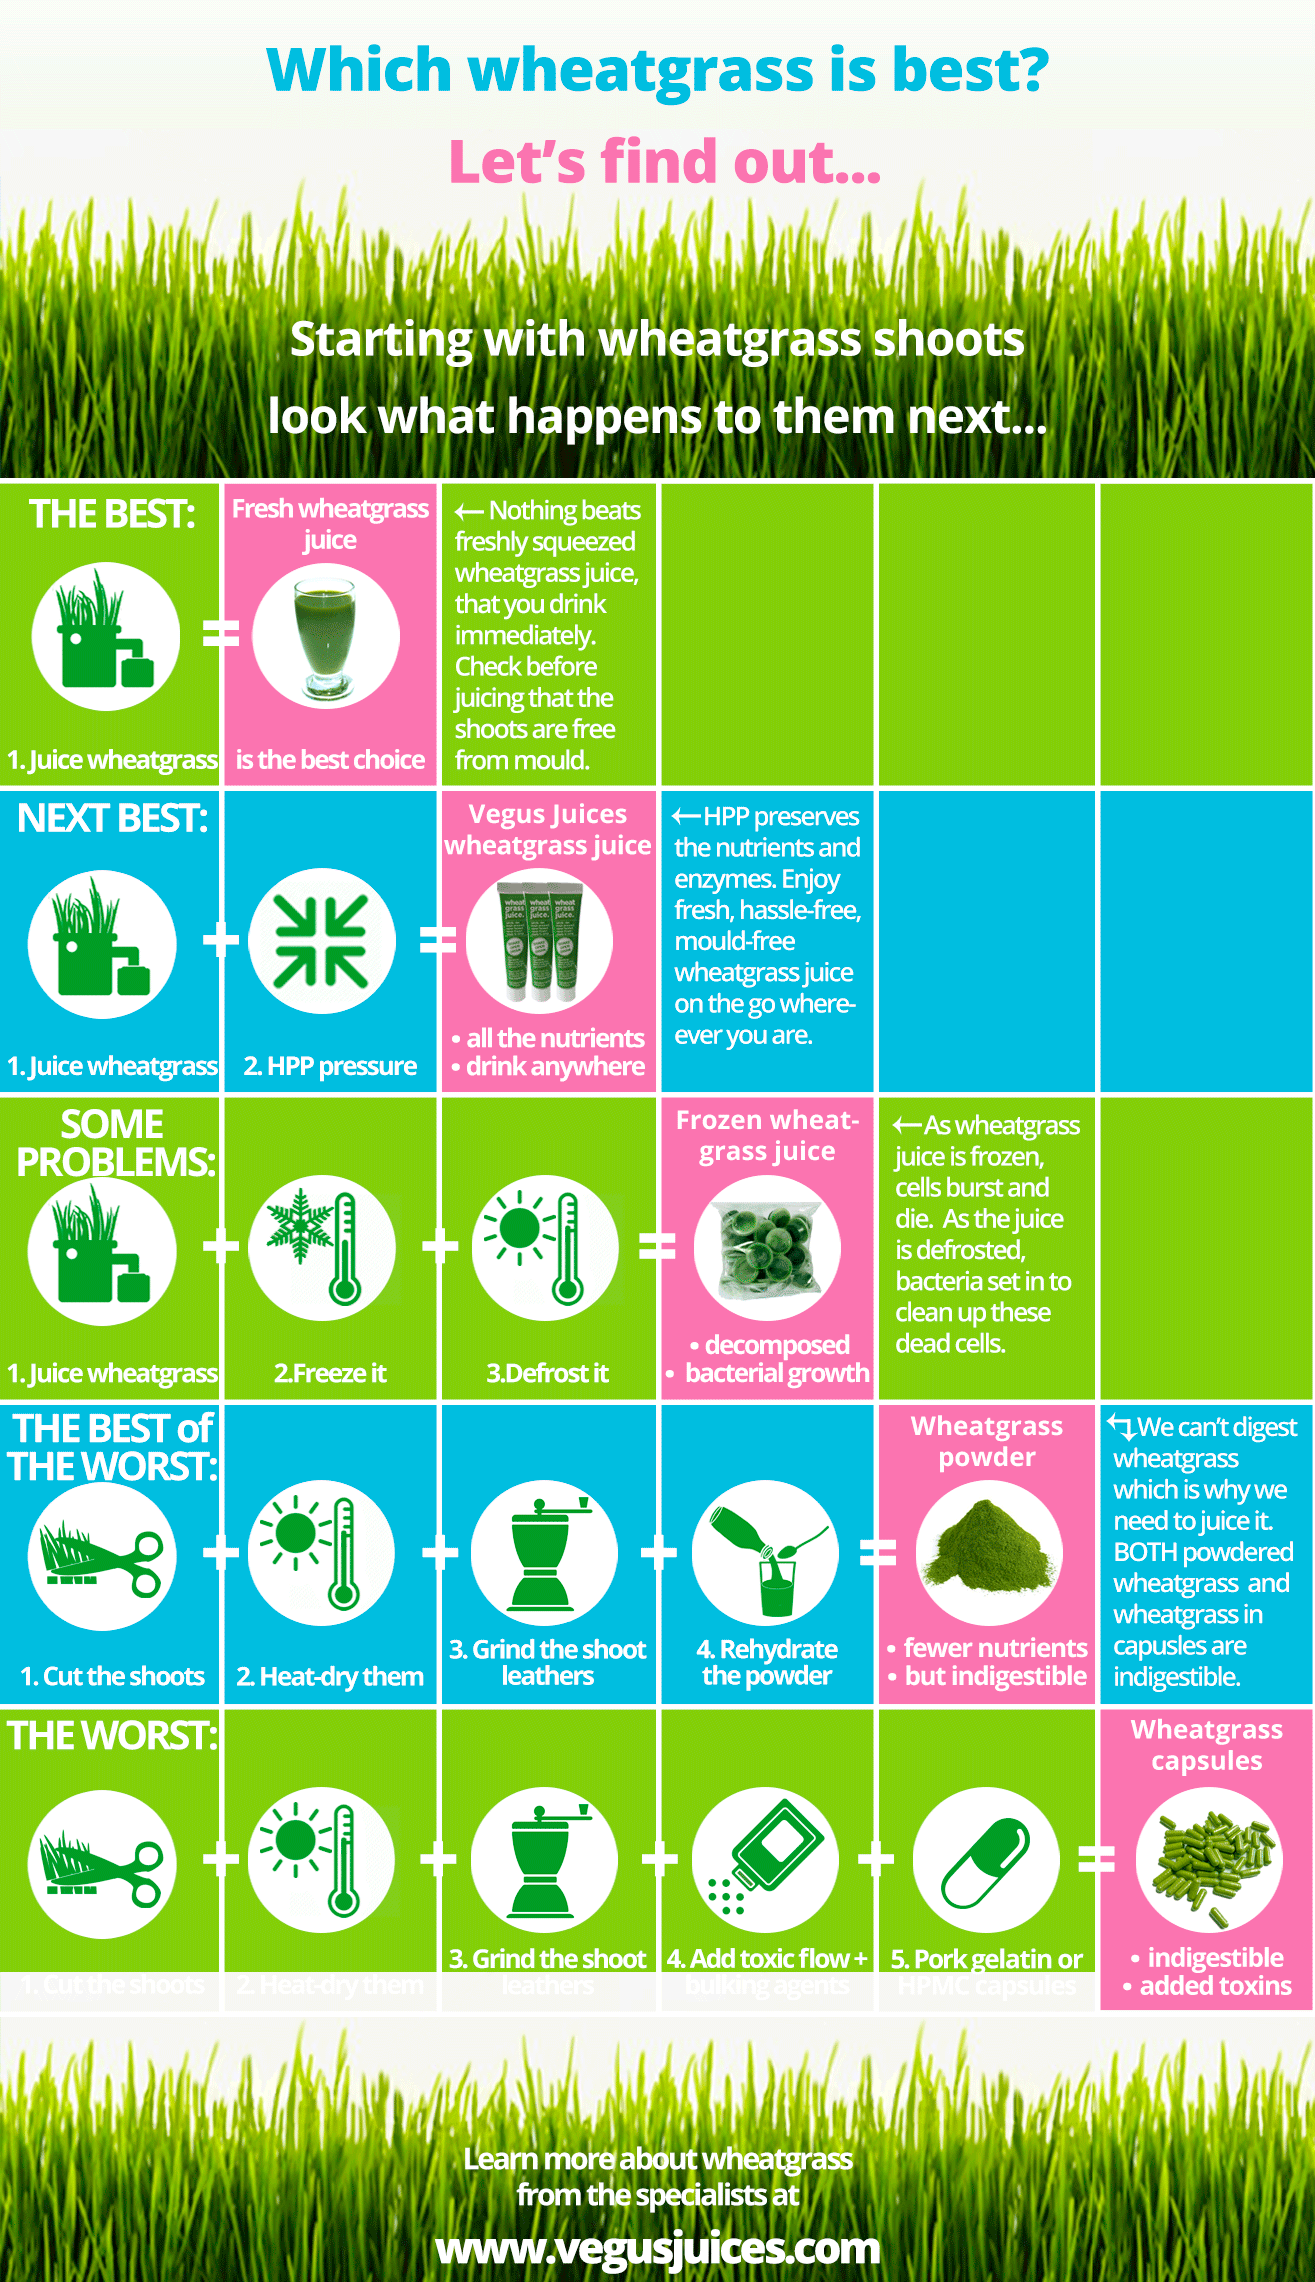 Which wheatgrass is best?
Let's find out...
Starting with wheatgrass shoots
look what happens to them next...
THE BEST:
1. Juice wheatgrass
=
Fresh wheatgrass
juice
is the best choice
← Nothing beats
freshly squeezed
wheatgrass juice,
that you drink
immediately.
Check before
juicing that the
shoots are free
from mould.
NEXT BEST:
1. Juice wheatgrass
+
2. HPP pressure
=
Vegus Juices
wheatgrass juice
wheat
grass
juice.
wheat
grass
juice.
wheat
grass
juice.
• all the nutrients
• drink anywhere
←HPP preserves
the nutrients and
enzymes. Enjoy
fresh, hassle-free,
mould-free
wheatgrass juice
on the go where-
ever you are.
SOME
PROBLEMS:
1. Juice wheatgrass
+
2.Freeze it
+
3.Defrost it
=
Frozen wheat-
grass juice
• decomposed
• bacterial growth
←As wheatgrass
juice is frozen,
cells burst and
die. As the juice
is defrosted,
bacteria set in to
clean up these
dead cells.
THE BEST of
THE WORST:
1. Cut the shoots
+
2. Heat-dry them
+
3. Grind the shoot
leathers
+
4. Rehydrate
the powder
=
Wheatgrass
powder
• fewer nutrients
• but indigestible
We can't digest
wheatgrass
which is why we
need to juice it.
BOTH powdered
wheatgrass and
wheatgrass in
capusles are
indigestible.
THE WORST:
1. Cut the shoots
+
2. Heat-dry them
+
3. Grind the shoot
leathers
+
4. Add toxic flow +
bulking agents
+
5. Pork gelatin or
HPMC capsules
=
Wheatgrass
capsules
• indigestible
• added toxins
Learn more about wheatgrass
from the specialists at
www.vegusjuices.com